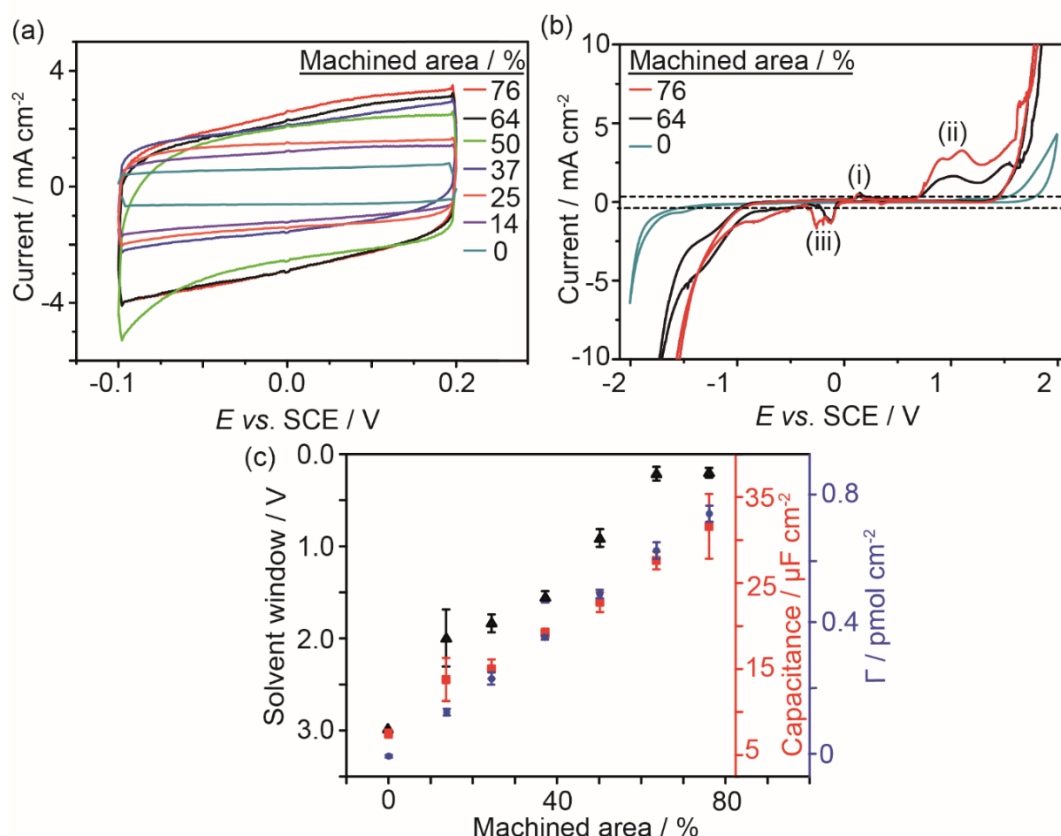 (a)
Machined area / %
76
64
50
37
25
14
0
4
0
-4
Current / mA cm-2
-0.1
0.0
0.1
0.2
E vs. SCE / V
(b)
Machined area / %
76
64
0
(i)
(ii)
(iii)
10
5
0
-5
-10
Current / mA cm-2
-2
-1
0
1
2
E vs. SCE / V
(c)
0.0
1.0
2.0
3.0
Solvent window / V
35
25
15
5
Capacitance / µF cm-2
0.8
0.4
0
Γ / pmol cm-2
0
40
80
Machined area / %